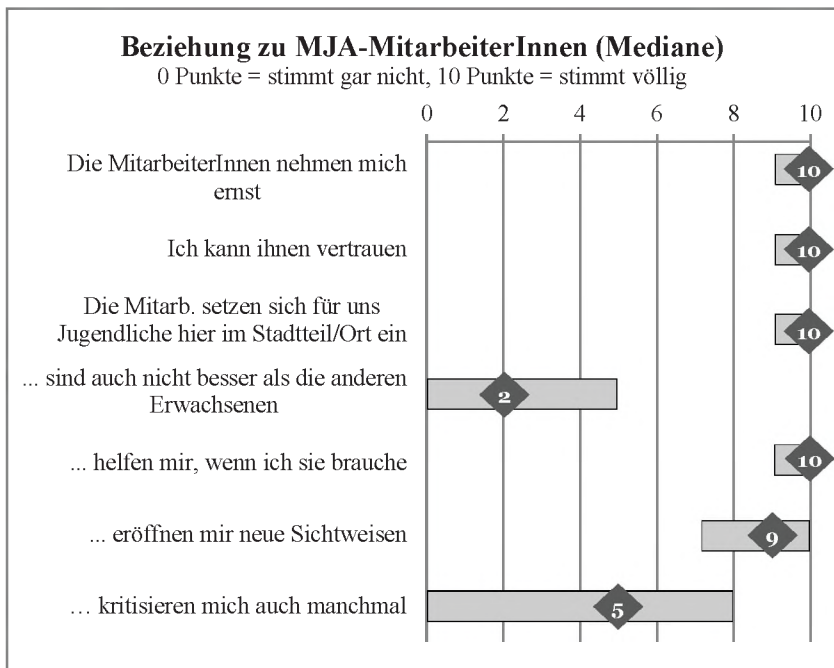 Beziehung zu MJA-MitarbeiterInnen (Mediane)
0 Punkte = stimmt gar nicht, 10 Punkte = stimmt völlig
0 2 4 6 8 10
Die MitarbeiterInnen nehmen mich
ernst
10
Ich kann ihnen vertrauen
10
Die Mitarb. setzen sich für uns
Jugendliche hier im Stadtteil/Ort ein
10
... sind auch nicht besser als die anderen
Erwachsenen
2
... helfen mir, wenn ich sie brauche
10
... eröffnen mir neue Sichtweisen
9
… kritisieren mich auch manchmal
5